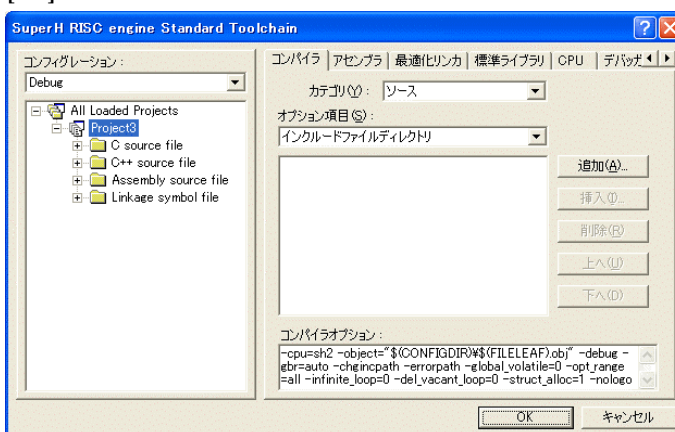 SuperH RISC engine Standard Toolchain
コンフィグレーション :
Debug
All Loaded Projects
Project3
C source file
C++ source file
Assembly source file
Linkage symbol file
コンパイラ アセンブラ 最適化リンカ 標準ライブラリ CPU デバッガ
カテゴリ(Y) : ソース
オプション項目(S) :
インクルードファイルディレクトリ
追加(A)...
挿入(I)...
削除(R)
上へ(U)
下へ(D)
コンパイラオプション :
-cpu=sh2 -object="$(CONFIGDIR)¥$(FILELEAF).obj" -debug -
gbr=auto -chgincpath -errorpath -global_volatile=0 -opt_range
=all -infinite_loop=0 -del_vacant_loop=0 -struct_alloc=1 -nologo
OK キャンセル